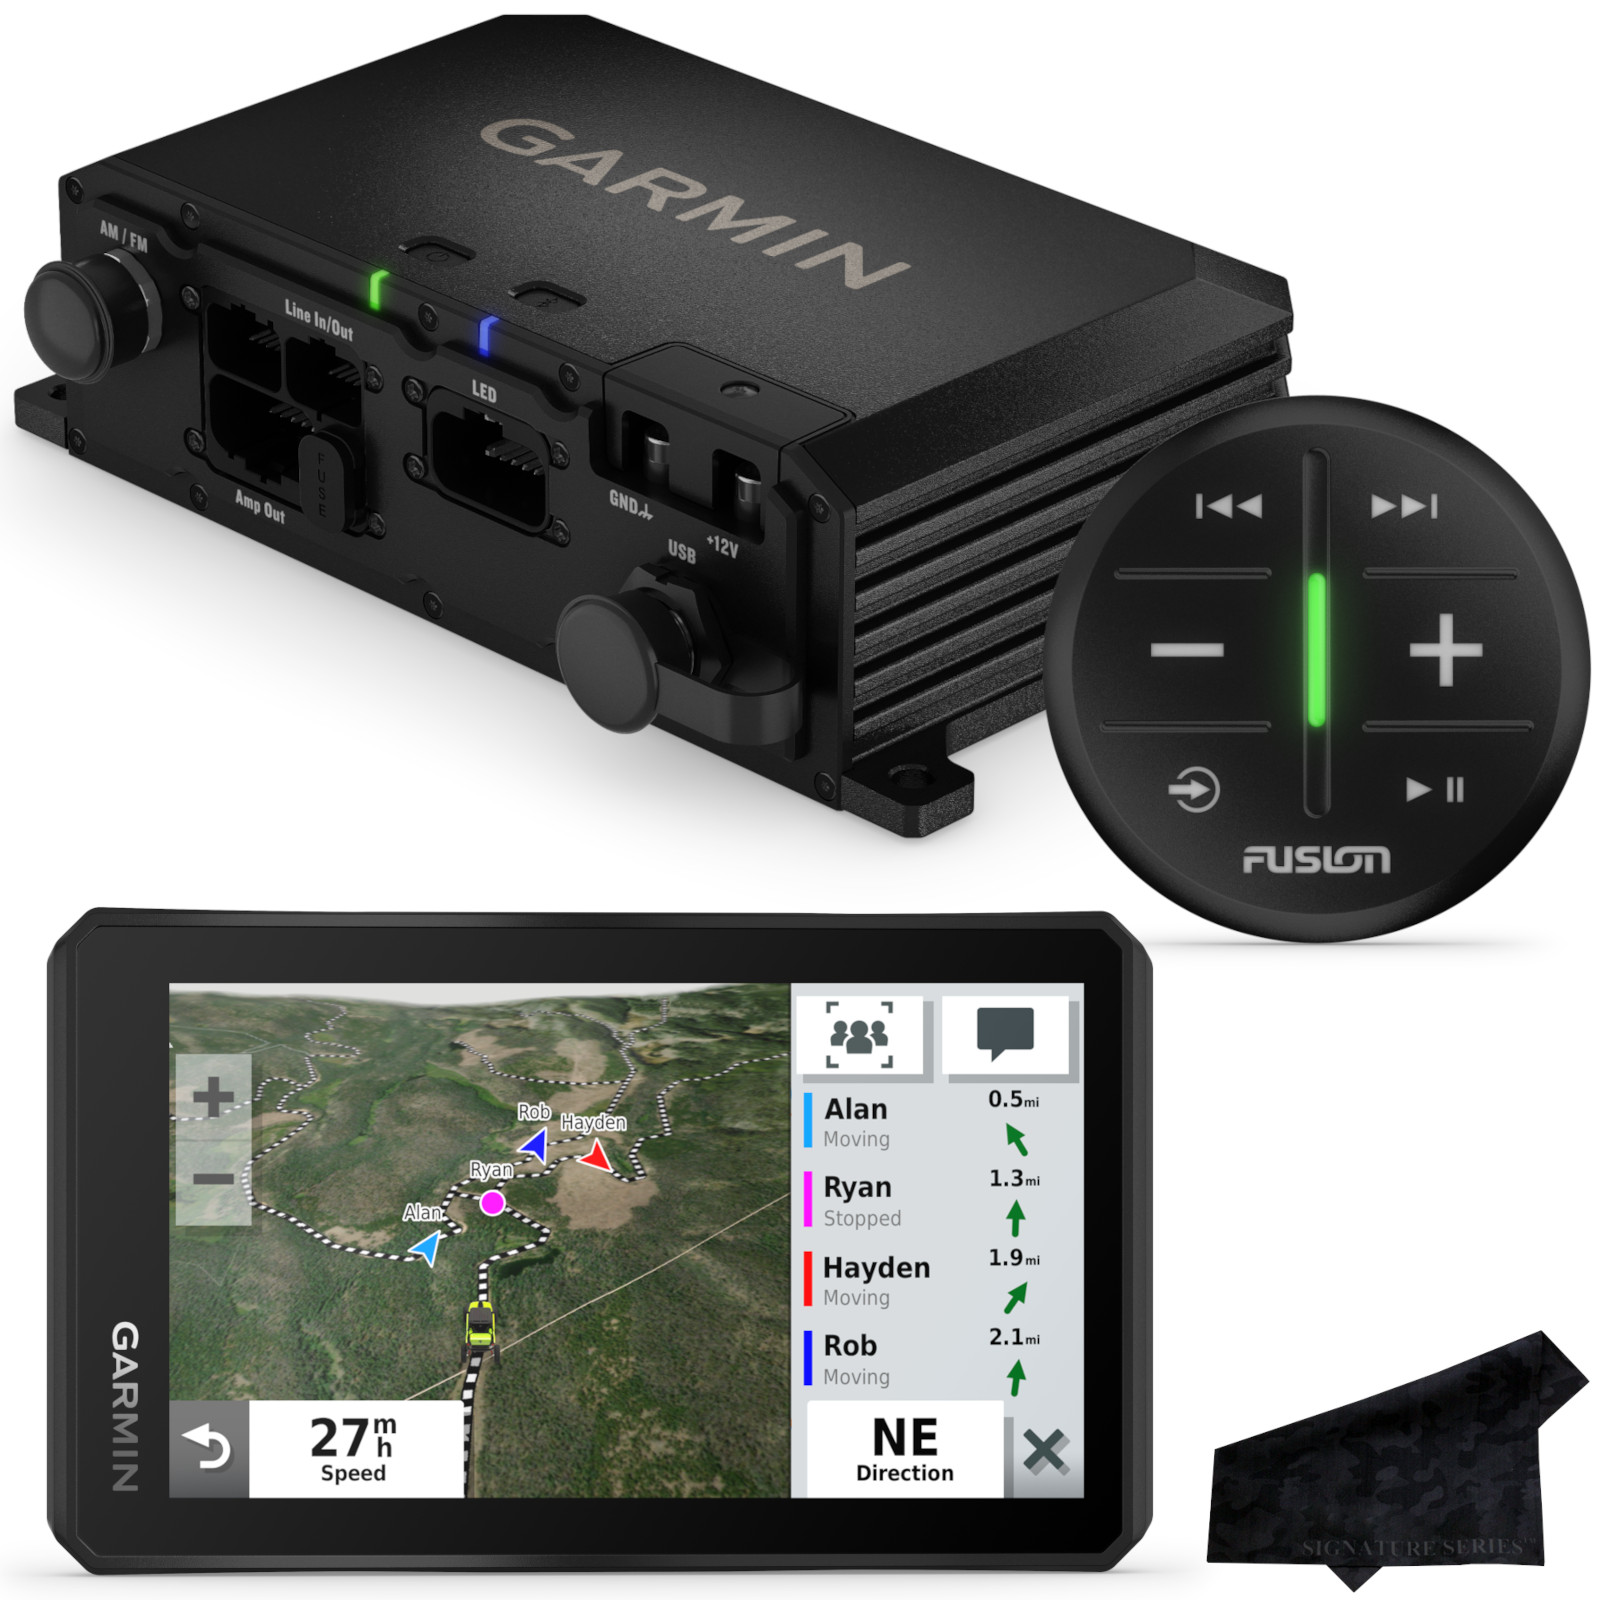 GARMIN
AM / FM
Line In/Out
LED
Amp Out
FUSE
GND
+12V
USB
FUSION
GARMIN
Rob
Hayden
Ryan
Alan
27 mh
Speed
Alan
Moving
0.5mi
Ryan
Stopped
1.3mi
Hayden
Moving
1.9mi
Rob
Moving
2.1mi
NE
Direction
SIGNATURE SERIES™